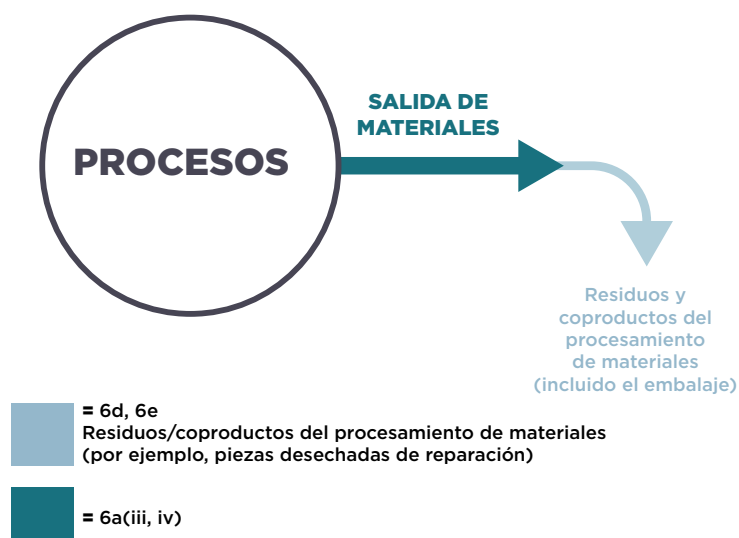 SALIDA DE
MATERIALES
PROCESOS
Residuos y
coproductos del
procesamiento
de materiales
(incluido el embalaje)
= 6d, 6e
Residuos/coproductos del procesamiento de materiales
(por ejemplo, piezas desechadas de reparación)
= 6a(iii, iv)